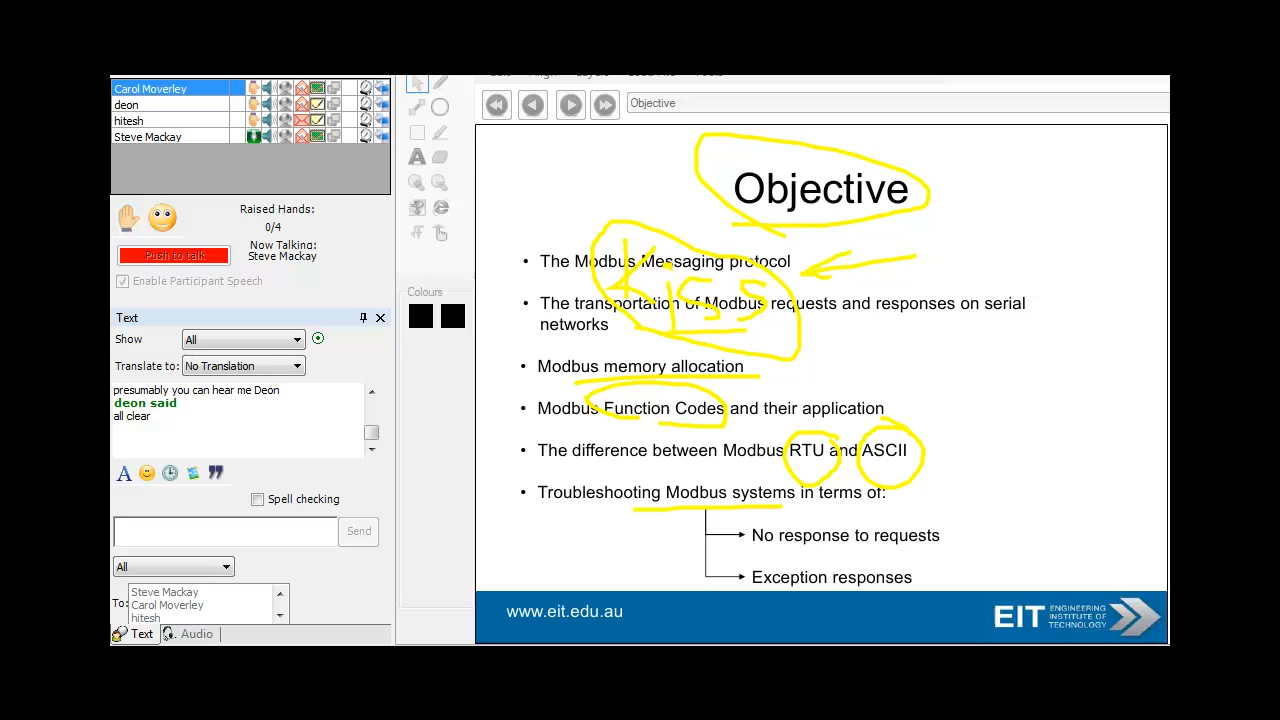 Carol Moverley
deon
hitesh
Steve Mackay
Raised Hands:
0/4
Now Talking:
Steve Mackay
Push to talk
Enable Participent Speech
Text
Show
All
Translate to:
No Translation
presumably you can hear me Deon
deon said
all clear
Spell checking
Send
All
To:
Steve Mackay
Carol Moverley
hitesh
Text
Audio
Colours
Objective
Objective
• The Modbus Messaging protocol
Kiss
• The transportation of Modbus requests and responses on serial
networks
• Modbus memory allocation
• Modbus Function Codes and their application
• The difference between Modbus RTU and ASCII
• Troubleshooting Modbus systems in terms of:
No response to requests
Exception responses
www.eit.edu.au
EIT
ENGINEERING
INSTITUTE OF
TECHNOLOGY